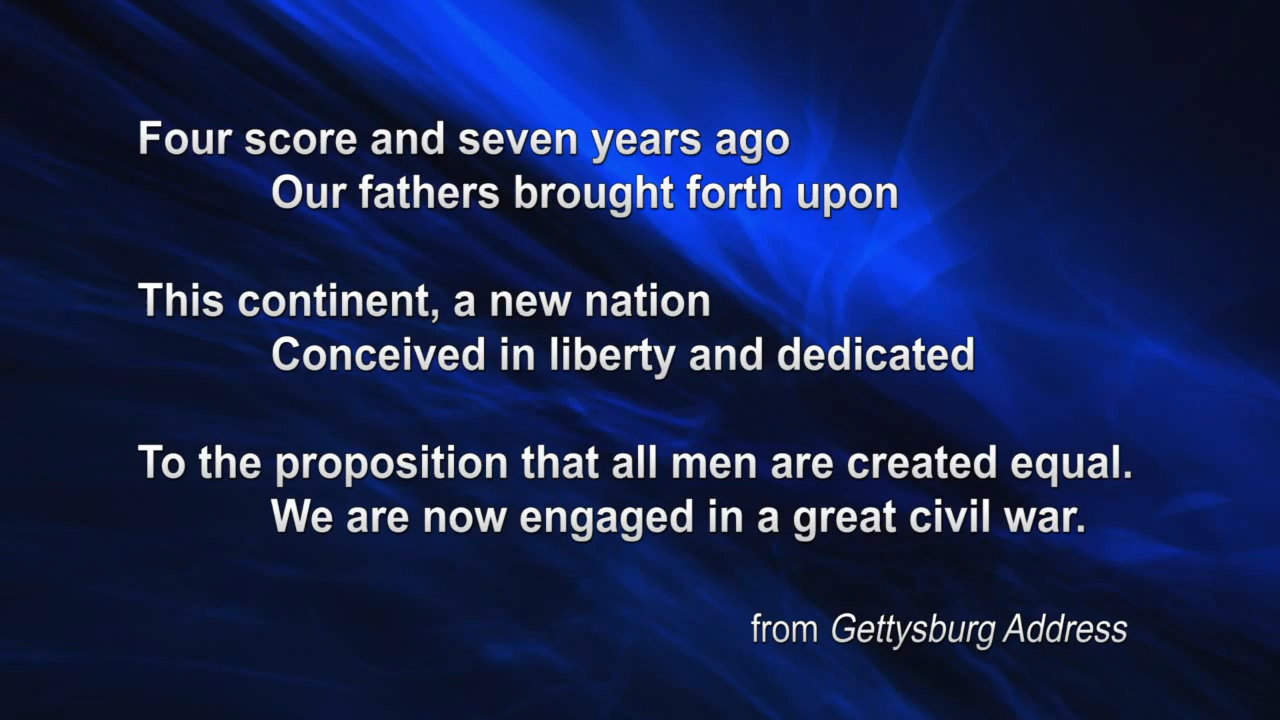 Four score and seven years ago
Our fathers brought forth upon
This continent, a new nation
Conceived in liberty and dedicated
To the proposition that all men are created equal.
We are now engaged in a great civil war.
from Gettysburg Address